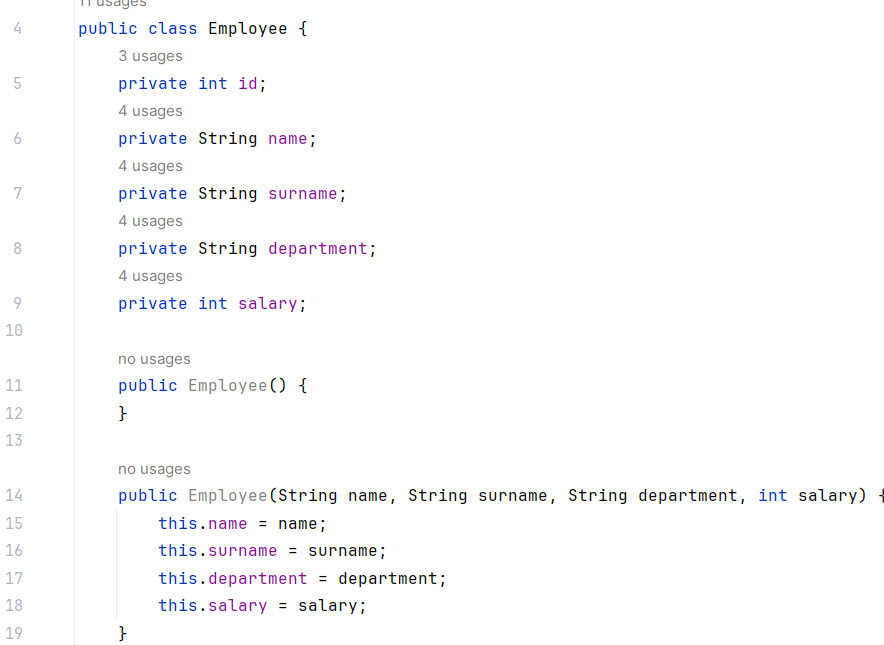 11 usages
4 public class Employee {
3 usages
5 private int id;
4 usages
6 private String name;
4 usages
7 private String surname;
4 usages
8 private String department;
4 usages
9 private int salary;
10
no usages
11 public Employee() {
12 }
13
no usages
14 public Employee(String name, String surname, String department, int salary) {
15 this.name = name;
16 this.surname = surname;
17 this.department = department;
18 this.salary = salary;
19 }